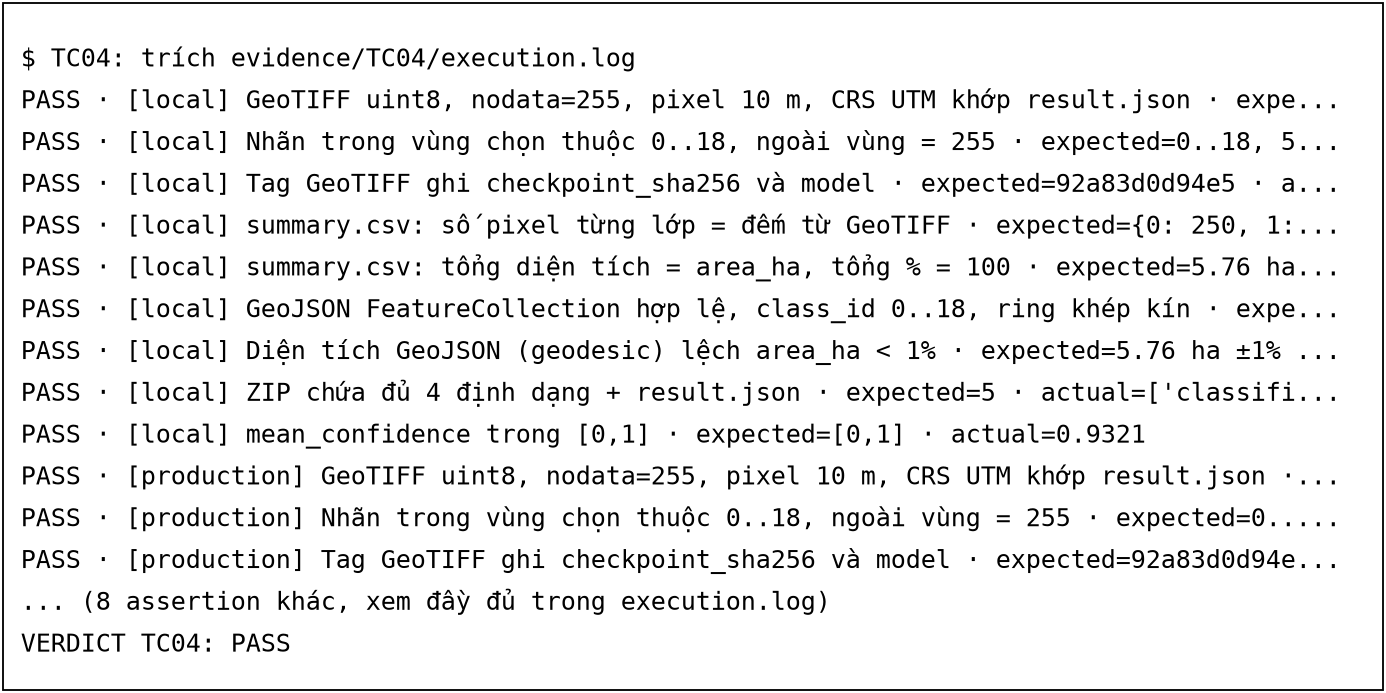 $ TC04: trích evidence/TC04/execution.log
PASS · [local] GeoTIFF uint8, nodata=255, pixel 10 m, CRS UTM khớp result.json · expe...
PASS · [local] Nhãn trong vùng chọn thuộc 0..18, ngoài vùng = 255 · expected=0..18, 5...
PASS · [local] Tag GeoTIFF ghi checkpoint_sha256 và model · expected=92a83d0d94e5 · a...
PASS · [local] summary.csv: số pixel từng lớp = đếm từ GeoTIFF · expected={0: 250, 1:...
PASS · [local] summary.csv: tổng diện tích = area_ha, tổng % = 100 · expected=5.76 ha...
PASS · [local] GeoJSON FeatureCollection hợp lệ, class_id 0..18, ring khép kín · expe...
PASS · [local] Diện tích GeoJSON (geodesic) lệch area_ha < 1% · expected=5.76 ha ±1% ...
PASS · [local] ZIP chứa đủ 4 định dạng + result.json · expected=5 · actual=['classifi...
PASS · [local] mean_confidence trong [0,1] · expected=[0,1] · actual=0.9321
PASS · [production] GeoTIFF uint8, nodata=255, pixel 10 m, CRS UTM khớp result.json ·...
PASS · [production] Nhãn trong vùng chọn thuộc 0..18, ngoài vùng = 255 · expected=0.....
PASS · [production] Tag GeoTIFF ghi checkpoint_sha256 và model · expected=92a83d0d94e...
... (8 assertion khác, xem đầy đủ trong execution.log)
VERDICT TC04: PASS